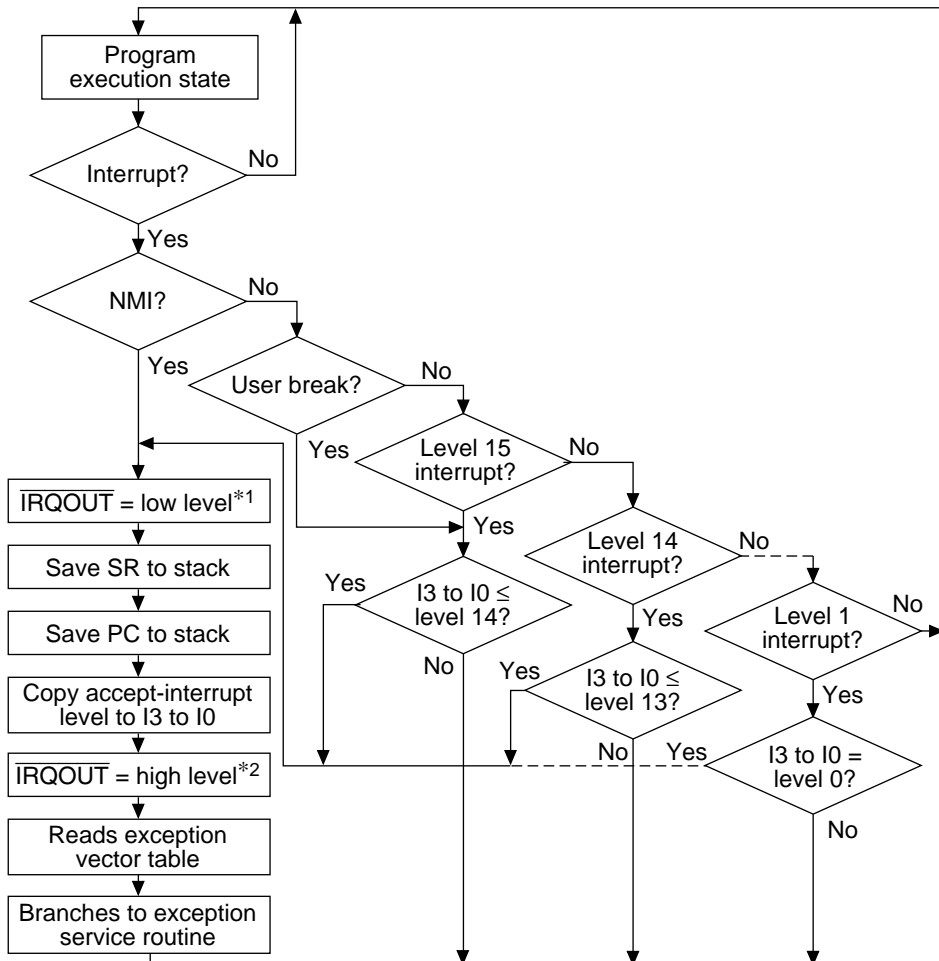 Program
execution state
Interrupt?
No
Yes
NMI?
No
Yes
User break?
No
Yes
Level 15
interrupt?
No
Yes
Level 14
interrupt?
No
Yes
Level 1
interrupt?
No
Yes
I3 to I0 ≤
level 14?
Yes
No
I3 to I0 ≤
level 13?
Yes
No
I3 to I0 =
level 0?
Yes
No
IRQOUT = low level*1
Save SR to stack
Save PC to stack
Copy accept-interrupt
level to I3 to I0
IRQOUT = high level*2
Reads exception
vector table
Branches to exception
service routine